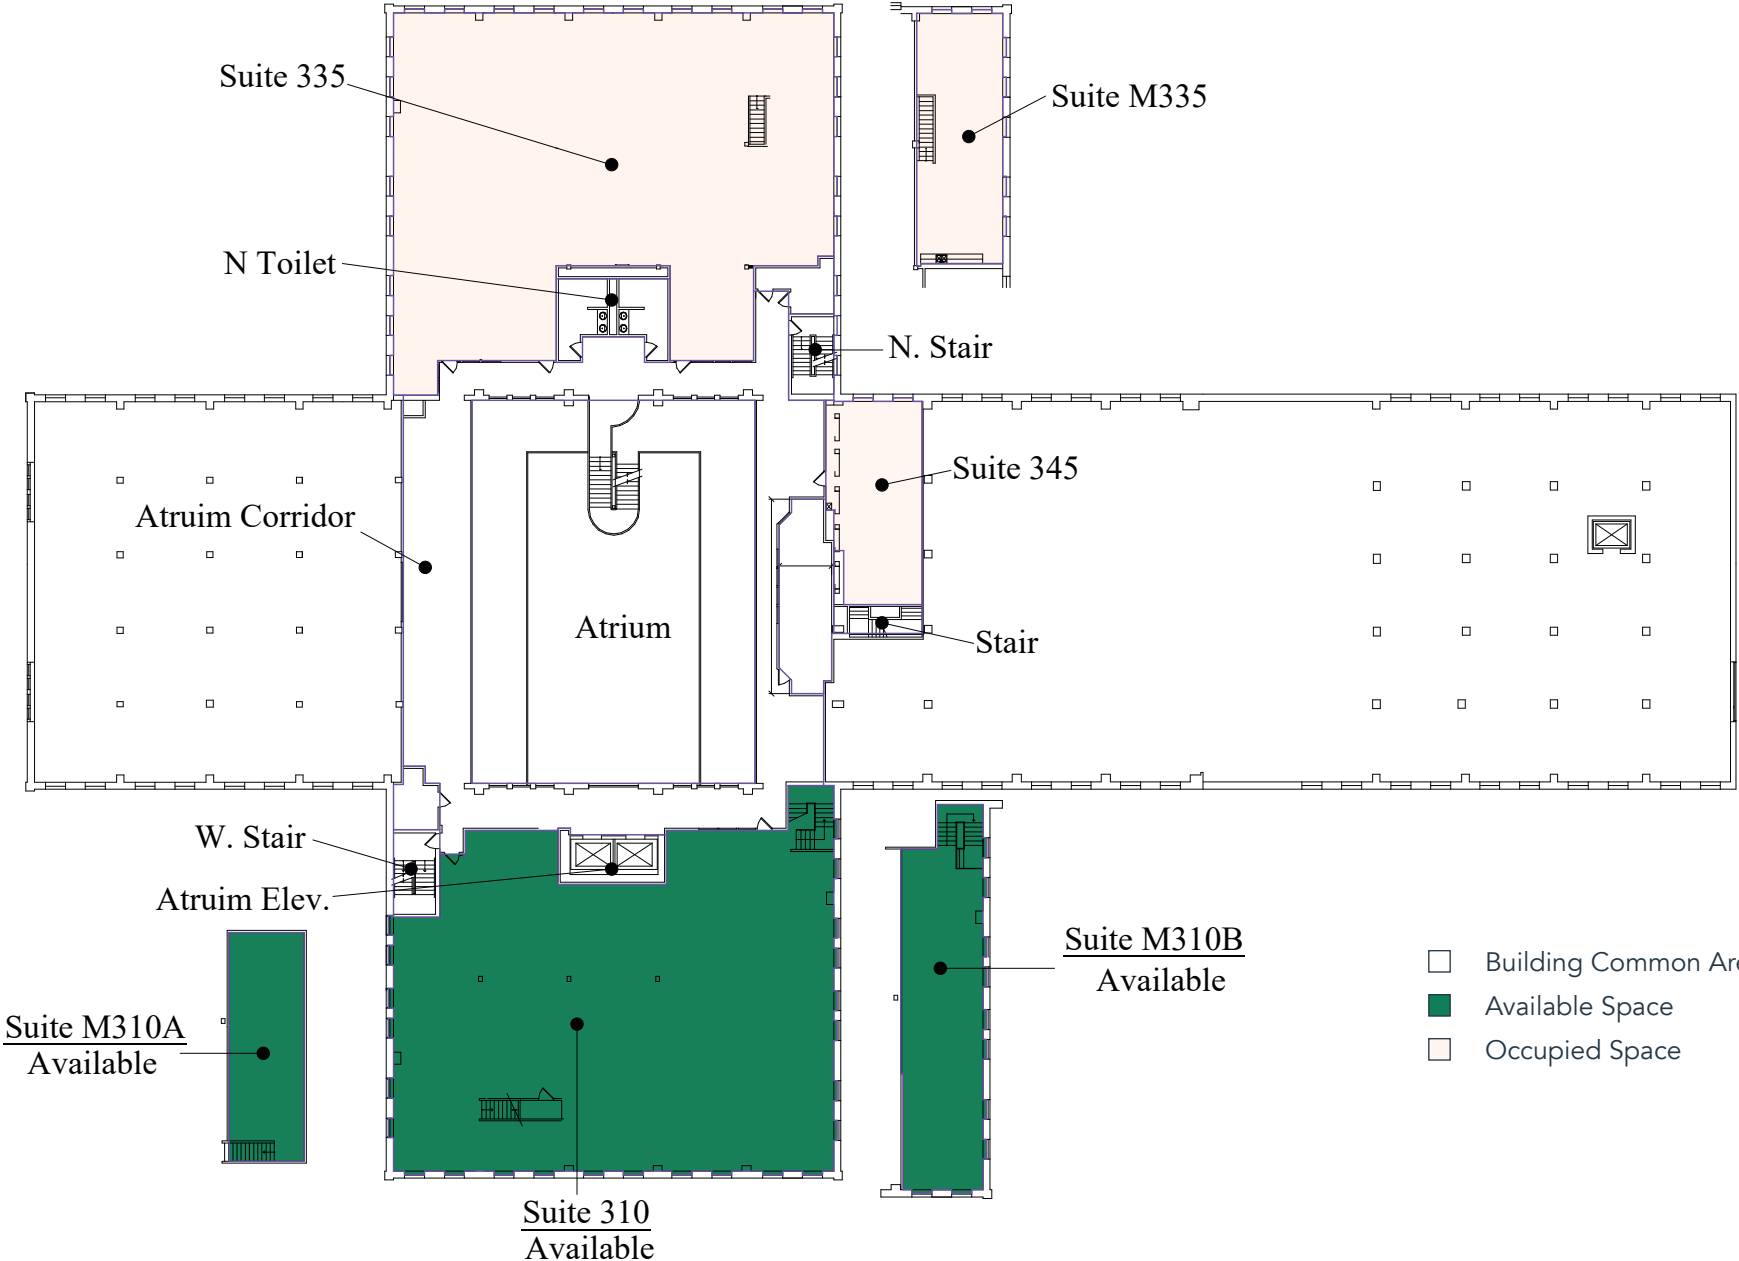 Suite 335
Suite M335
N Toilet
N. Stair
Suite 345
Atruim Corridor
Atrium
Stair
W. Stair
Atruim Elev.
Suite M310B
Available
Suite M310A
Available
Suite 310
Available
Building Common Are
Available Space
Occupied Space